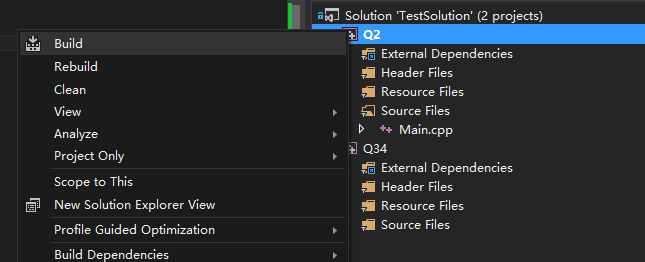 Build
Rebuild
Clean
View
Analyze
Project Only
Scope to This
New Solution Explorer View
Profile Guided Optimization
Build Dependencies
Solution 'TestSolution' (2 projects)
Q2
External Dependencies
Header Files
Resource Files
Source Files
Main.cpp
Q34
External Dependencies
Header Files
Resource Files
Source Files